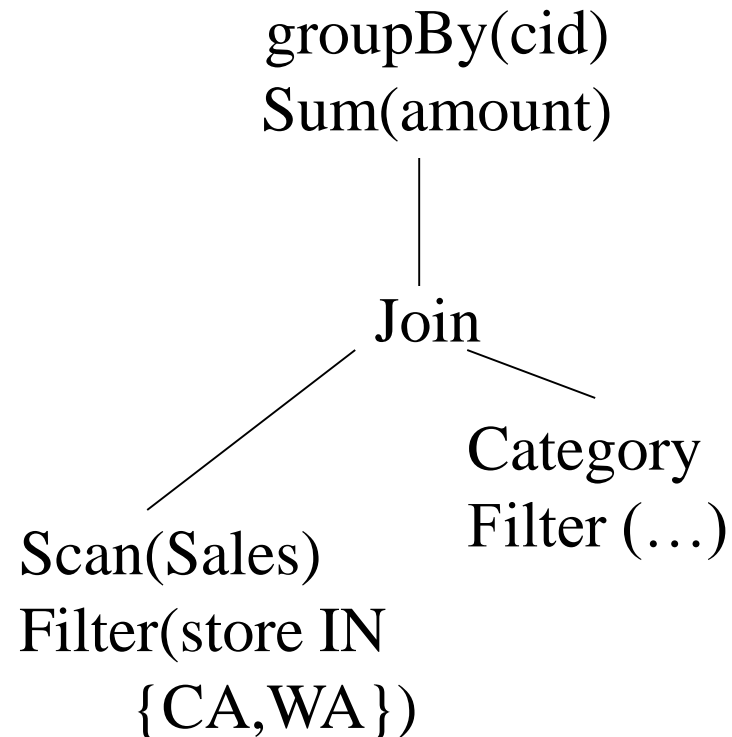 groupBy(cid)
Sum(amount)
Join
Category
Filter (…)
Scan(Sales)
Filter(store IN
{CA,WA})